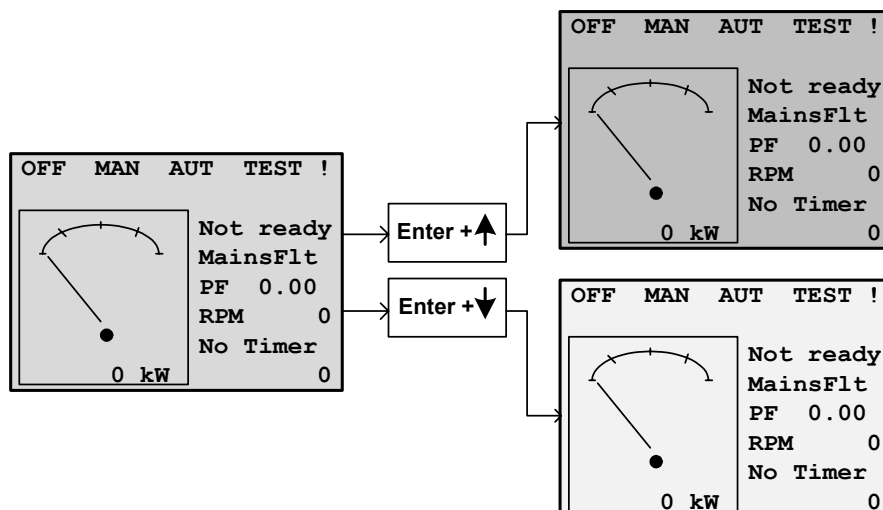 OFF MAN AUT TEST !
Not ready
MainsFlt
PF 0.00
RPM 0
No Timer
0 kW 0
Enter +
Enter +
OFF MAN AUT TEST !
Not ready
MainsFlt
PF 0.00
RPM 0
No Timer
0 kW 0
OFF MAN AUT TEST !
Not ready
MainsFlt
PF 0.00
RPM 0
No Timer
0 kW 0